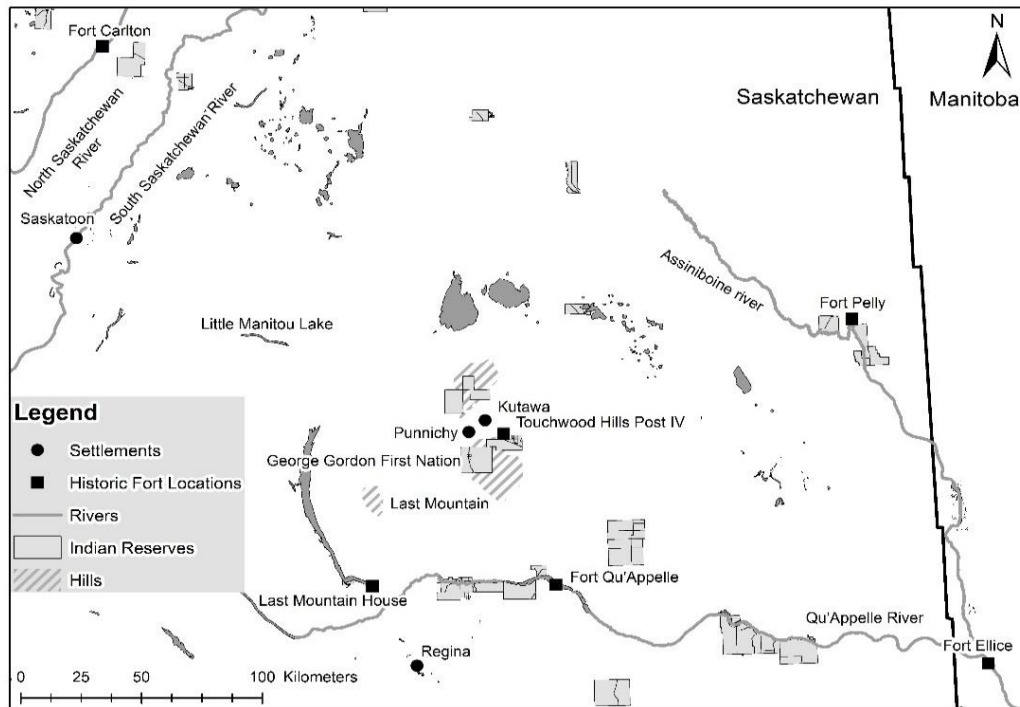 Fort Carlton
N
Saskatchewan
Manitoba
North Saskatchewan
River
South Saskatchewan River
Saskatoon
Assiniboine river
Fort Pelly
Little Manitou Lake
Legend
Settlements
Historic Fort Locations
Rivers
Indian Reserves
Hills
Kutawa
Punnichy
Touchwood Hills Post IV
George Gordon First Nation
Last Mountain
Last Mountain House
Fort Qu'Appelle
Qu'Appelle River
Fort Ellice
Regina
0 25 50 100 Kilometers